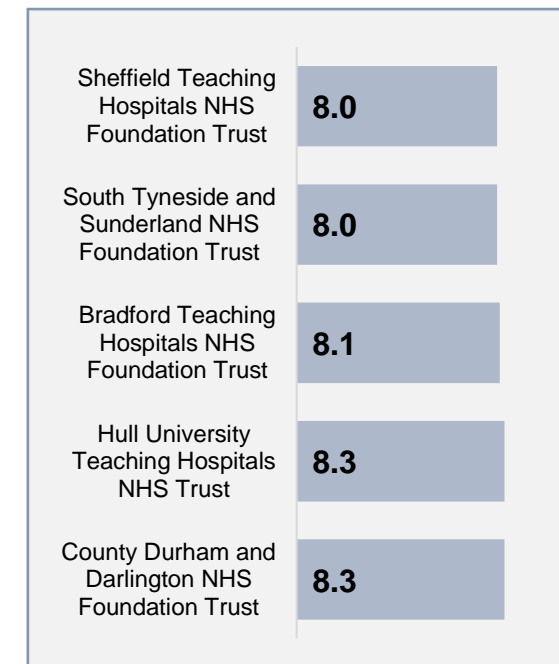 Sheffield Teaching
Hospitals NHS
Foundation Trust
8.0
South Tyneside and
Sunderland NHS
Foundation Trust
8.0
Bradford Teaching
Hospitals NHS
Foundation Trust
8.1
Hull University
Teaching Hospitals
NHS Trust
8.3
County Durham and
Darlington NHS
Foundation Trust
8.3